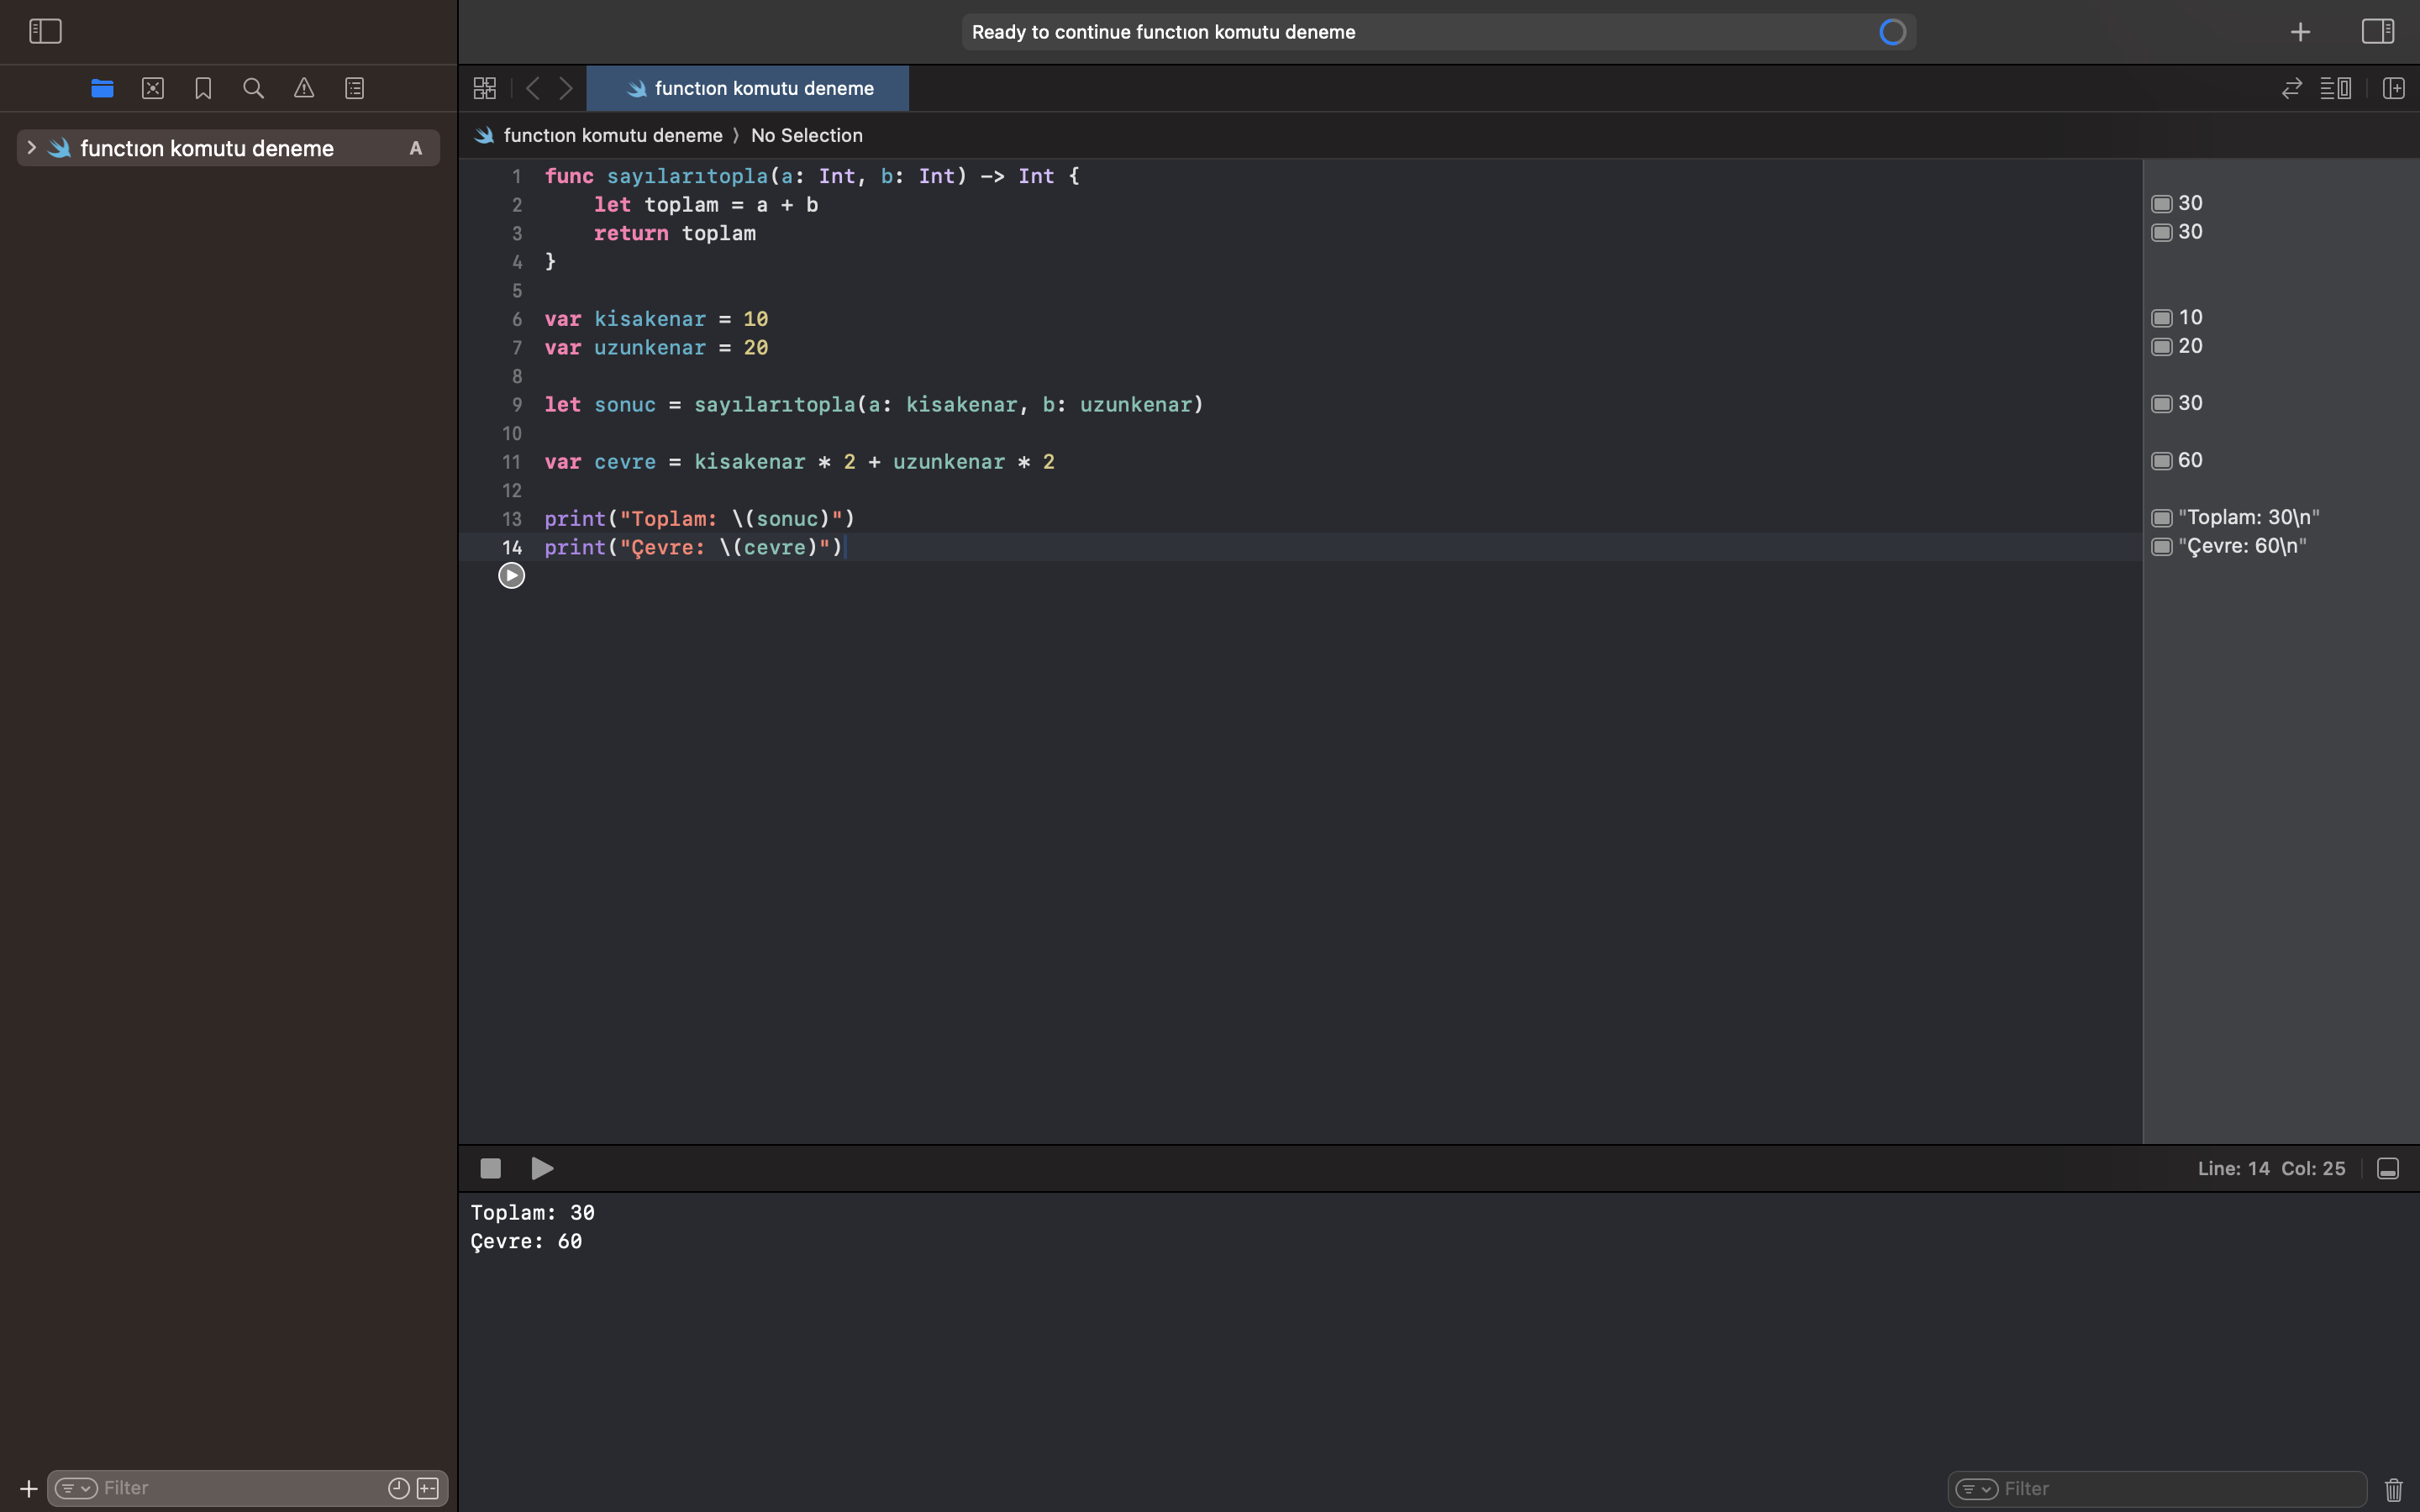 Ready to continue functıon komutu deneme
functıon komutu deneme
functıon komutu deneme 〉 No Selection
functıon komutu deneme A
1 func sayılarıtopla(a: Int, b: Int) -> Int {
2 let toplam = a + b 30
3 return toplam 30
4 }
5
6 var kisakenar = 10 10
7 var uzunkenar = 20 20
8
9 let sonuc = sayılarıtopla(a: kisakenar, b: uzunkenar) 30
10
11 var cevre = kisakenar * 2 + uzunkenar * 2 60
12
13 print("Toplam: \(sonuc)") "Toplam: 30\n"
14 print("Çevre: \(cevre)") "Çevre: 60\n"
Line: 14 Col: 25
Toplam: 30
Çevre: 60
Filter
Filter